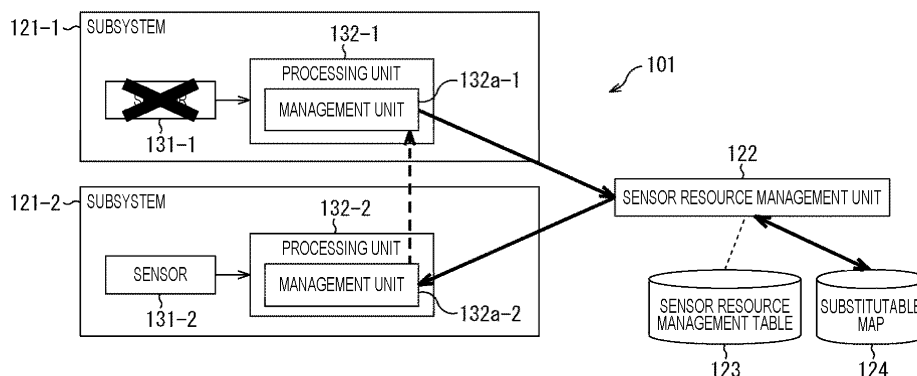 121-1
SUBSYSTEM
132-1
PROCESSING UNIT
132a-1
MANAGEMENT UNIT
131-1
101
121-2
SUBSYSTEM
132-2
PROCESSING UNIT
SENSOR
MANAGEMENT UNIT
131-2
132a-2
122
SENSOR RESOURCE MANAGEMENT UNIT
SENSOR RESOURCE
MANAGEMENT TABLE
123
SUBSTITUTABLE
MAP
124